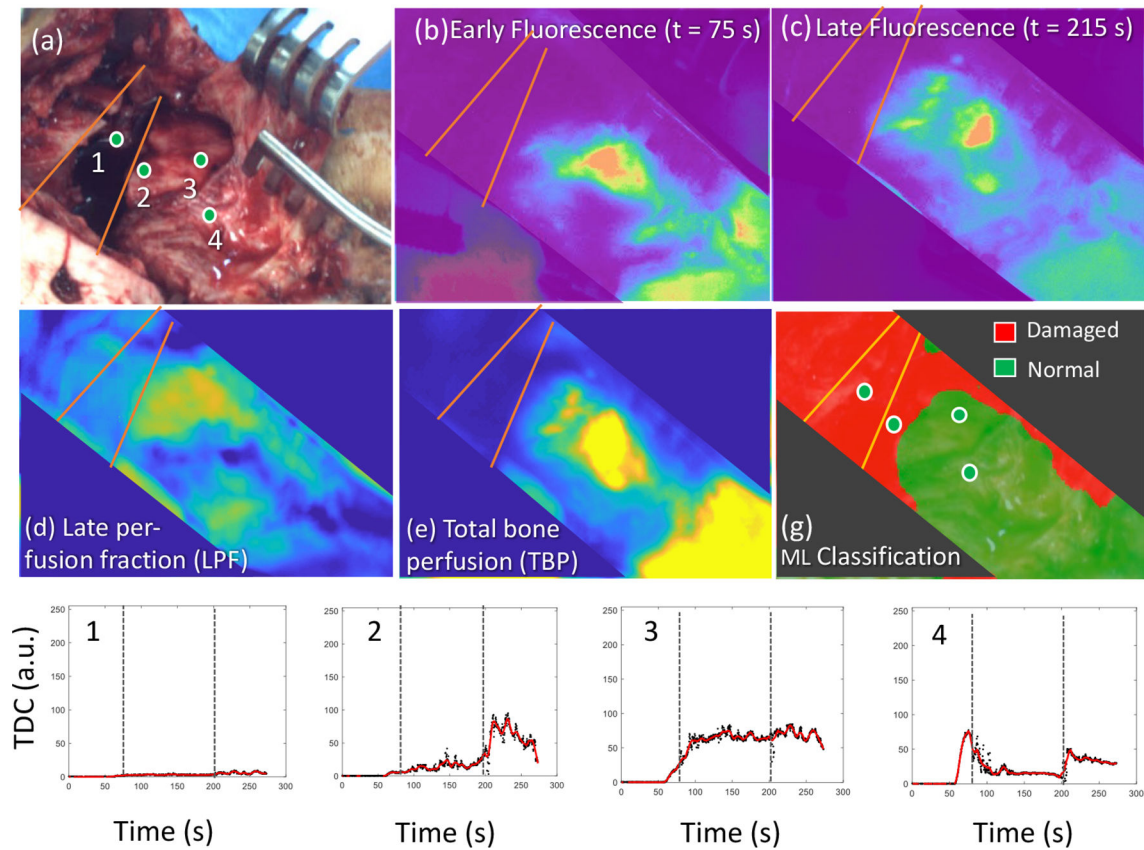 (a)
1
2
3
4
(b) Early Fluorescence (t = 75 s)
(c) Late Fluorescence (t = 215 s)
(d) Late per-
fusion fraction (LPF)
(e) Total bone
perfusion (TBP)
Damaged
Normal
(g)
ML Classification
TDC (a.u.)
1
250
200
150
100
50
0
0 50 100 150 200 250 300
Time (s)
2
250
200
150
100
50
0
0 50 100 150 200 250 300
Time (s)
3
250
200
150
100
50
0
0 50 100 150 200 250 300
Time (s)
4
250
200
150
100
50
0
0 50 100 150 200 250 300
Time (s)